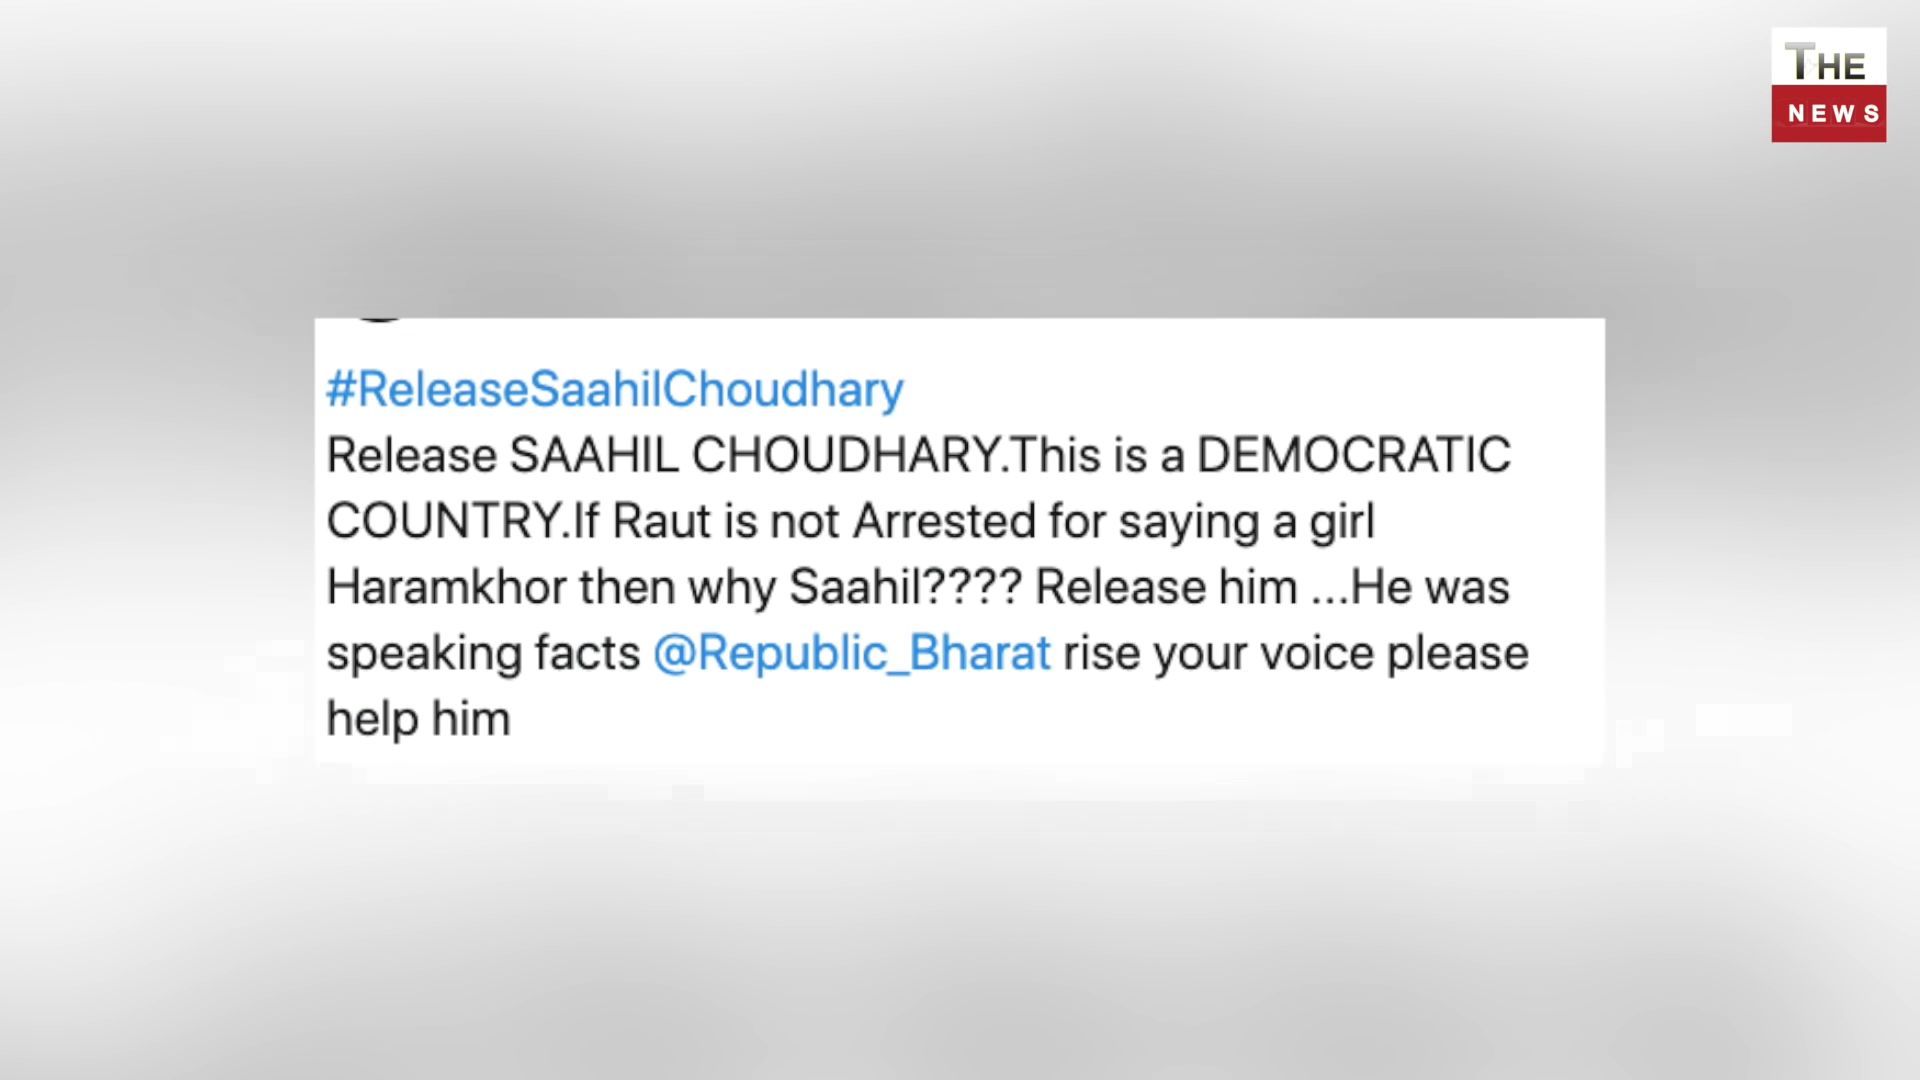 THE
NEWS
#ReleaseSaahilChoudhary
Release SAAHIL CHOUDHARY.This is a DEMOCRATIC
COUNTRY.If Raut is not Arrested for saying a girl
Haramkhor then why Saahil???? Release him ...He was
speaking facts @Republic_Bharat rise your voice please
help him